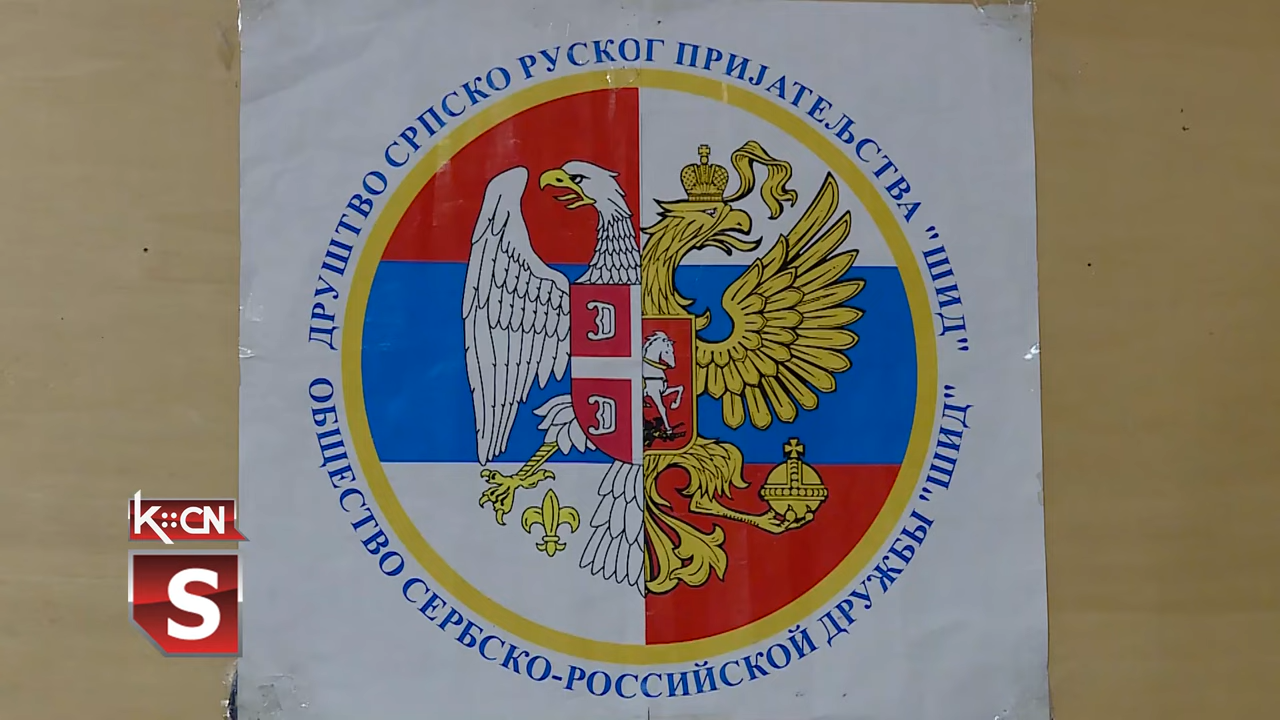 ДРУШТВО СРПСКО РУСКОГ ПРИЈАТЕЉСТВА "ШИД"
ОБЩЕСТВО СЕРБСКО-РОССИЙСКОЙ ДРУЖБЫ "ШИД"
K::CN
S